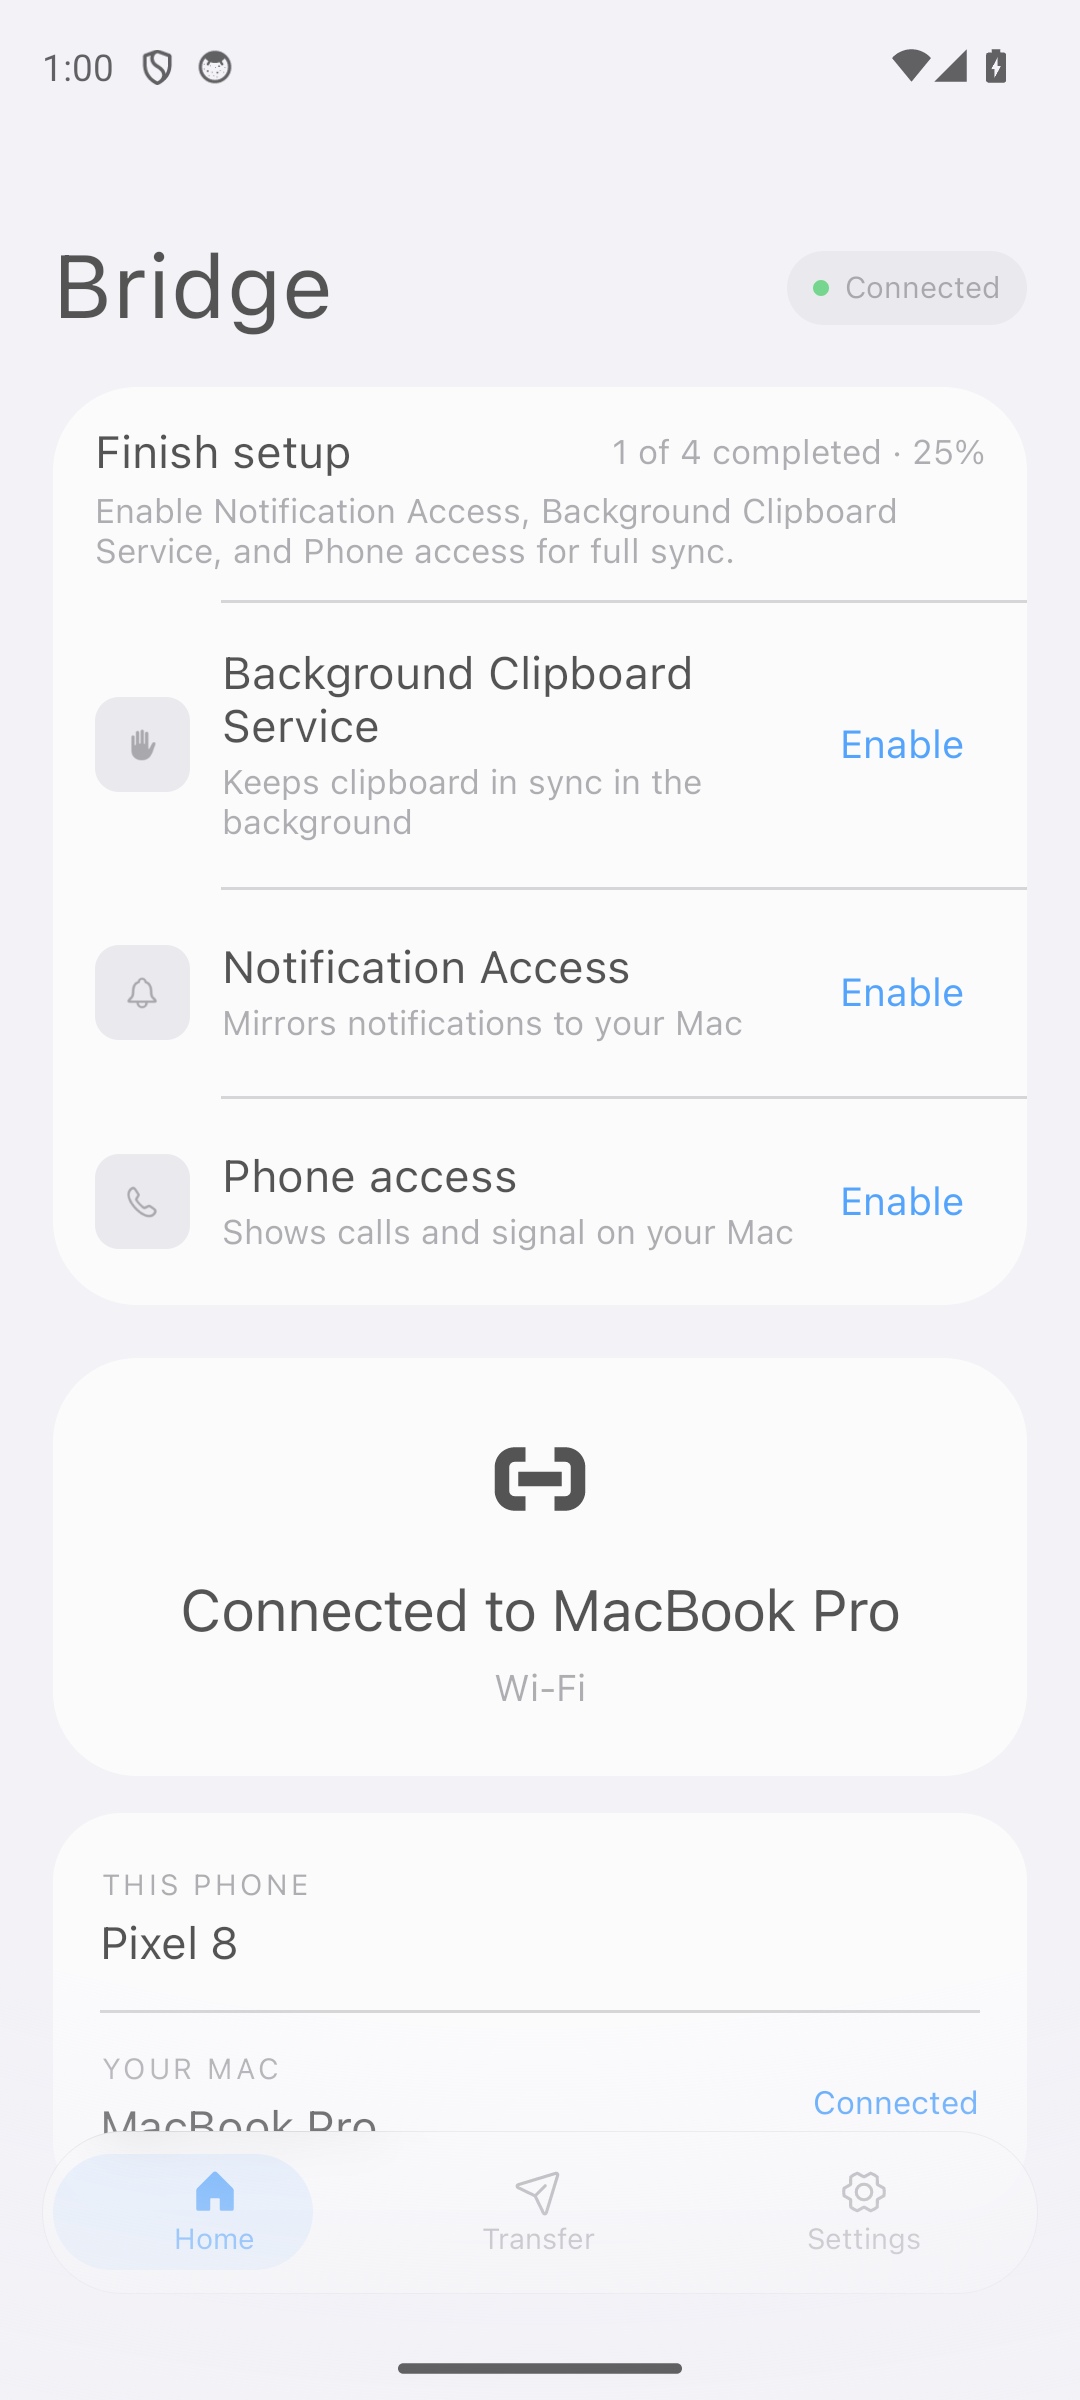 1:00
Bridge
Connected
Finish setup
1 of 4 completed · 25%
Enable Notification Access, Background Clipboard
Service, and Phone access for full sync.
Background Clipboard
Service
Enable
Keeps clipboard in sync in the
background
Notification Access
Enable
Mirrors notifications to your Mac
Phone access
Enable
Shows calls and signal on your Mac
Connected to MacBook Pro
Wi-Fi
THIS PHONE
Pixel 8
YOUR MAC
Connected
MacBook Pro
Home
Transfer
Settings